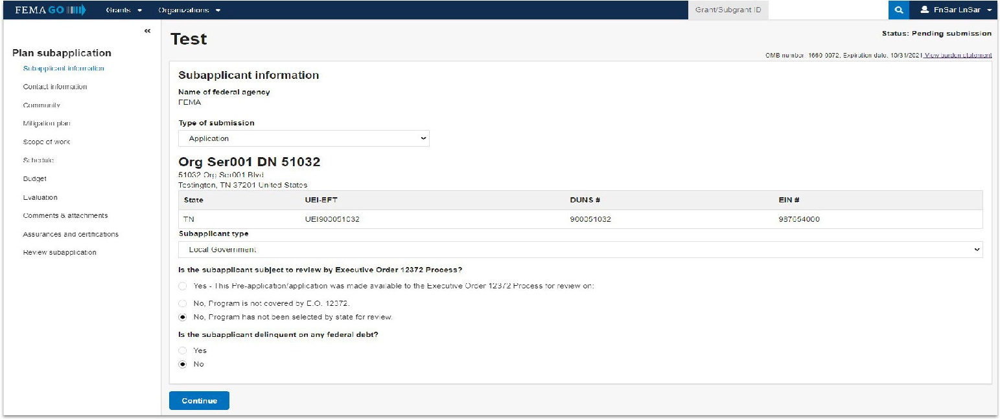 FEMA GO Grants Organizations Grant/Subgrant ID FnSar LnSar
«
Plan subapplication
Subapplicant information
Contact information
Community
Mitigation plan
Scope of work
Schedule
Budget
Evaluation
Comments & attachments
Assurances and certifications
Review subapplication
Test
Status: Pending submission
OMB number: 1660-0072, Expiration date: 10/31/2021 View burden statement
Subapplicant information
Name of federal agency
FEMA
Type of submission
Application
Org Ser001 DN 51032
51032 Org Ser001 Blvd
Testington, TN 37201 United States
State UEI-EFT DUNS # EIN #
TN UEI900051032 900051032 987654000
Subapplicant type
Local Government
Is the subapplicant subject to review by Executive Order 12372 Process?
Yes - This Pre-application/application was made available to the Executive Order 12372 Process for review on:
No, Program is not covered by E.O. 12372.
No, Program has not been selected by state for review.
Is the subapplicant delinquent on any federal debt?
Yes
No
Continue